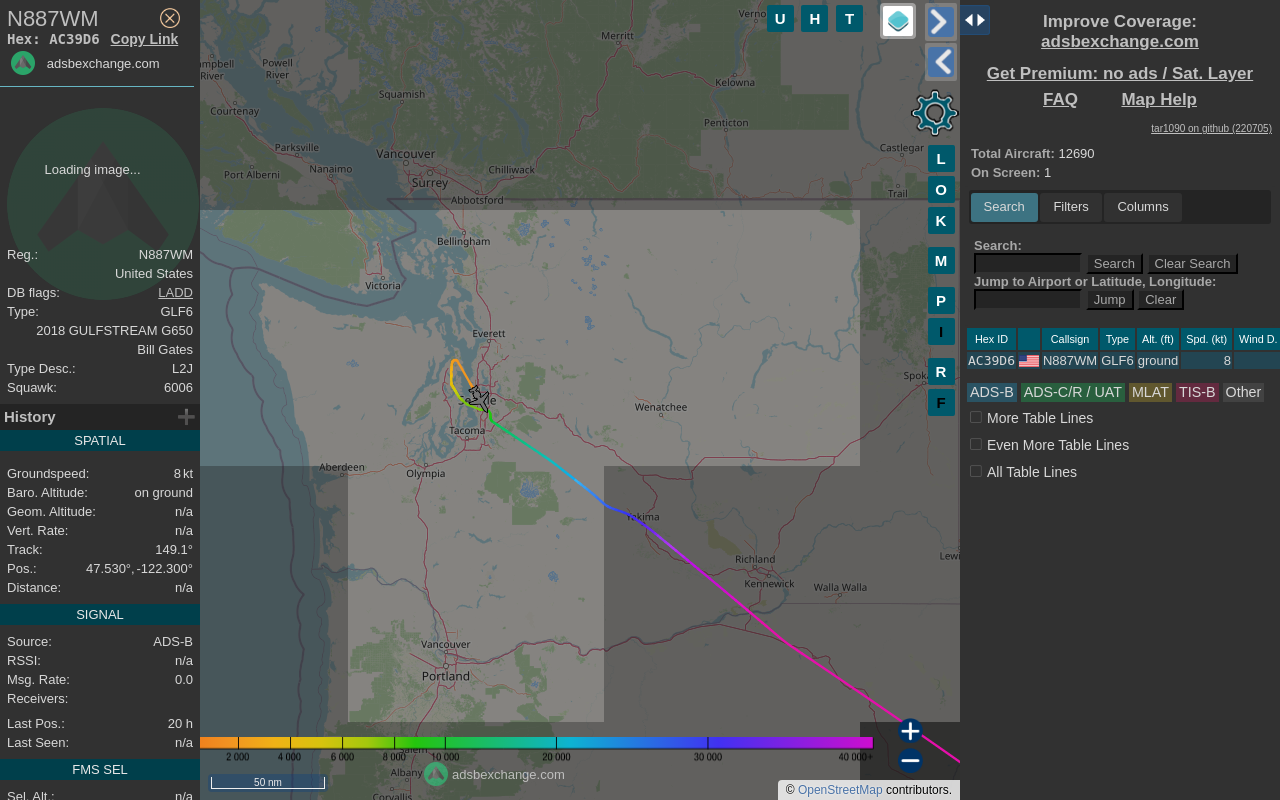 N887WM
Hex: AC39D6 Copy Link
adsbexchange.com
Loading image...
Reg.: N887WM
United States
DB flags: LADD
Type: GLF6
2018 GULFSTREAM G650
Bill Gates
Type Desc.: L2J
Squawk: 6006
History
SPATIAL
Groundspeed: 8 kt
Baro. Altitude: on ground
Geom. Altitude: n/a
Vert. Rate: n/a
Track: 149.1°
Pos.: 47.530°, -122.300°
Distance: n/a
SIGNAL
Source: ADS-B
RSSI: n/a
Msg. Rate: 0.0
Receivers:
Last Pos.: 20 h
Last Seen: n/a
FMS SEL
Sel. Alt.: n/a
U H T
Merritt
Powell
River
River
Squamish
Kelowna
Courtenay
Penticton
Parksville
Vancouver
Castlegar
Port Alberni
Nanaimo
Surrey
Chilliwack
Abbotsford
Trail
Bellingham
Victoria
Everett
Wenatchee
Tacoma
Aberdeen
Olympia
Yakima
Richland
Kennewick
Walla Walla
Vancouver
Portland
Albany
Corvallis
L
O
K
M
P
I
R
F
2 000 4 000 6 000 8 000 10 000 20 000 30 000 40 000+
adsbexchange.com
50 nm
© OpenStreetMap contributors.
Improve Coverage:
adsbexchange.com
Get Premium: no ads / Sat. Layer
FAQ Map Help
tar1090 on github (220705)
Total Aircraft: 12690
On Screen: 1
Search Filters Columns
Search:
Search Clear Search
Jump to Airport or Latitude, Longitude:
Jump Clear
Hex ID Callsign Type Alt. (ft) Spd. (kt) Wind D.
AC39D6 N887WM GLF6 ground 8
ADS-B ADS-C/R / UAT MLAT TIS-B Other
More Table Lines
Even More Table Lines
All Table Lines